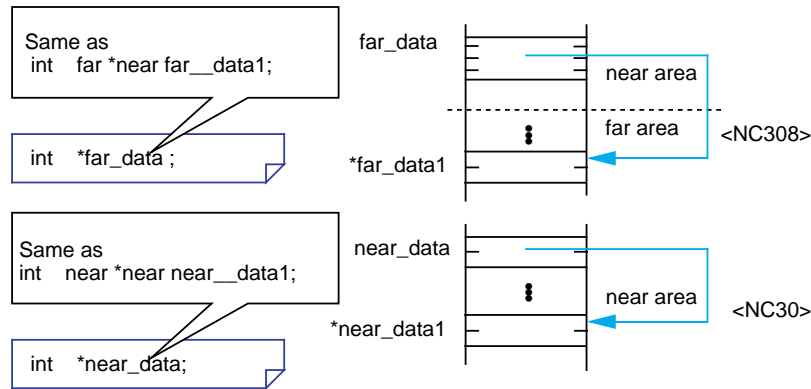 Same as
int far *near far__data1;
int *far_data ;
far_data
near area
far area
<NC308>
*far_data1
Same as
int near *near near__data1;
int *near_data;
near_data
near area
<NC30>
*near_data1